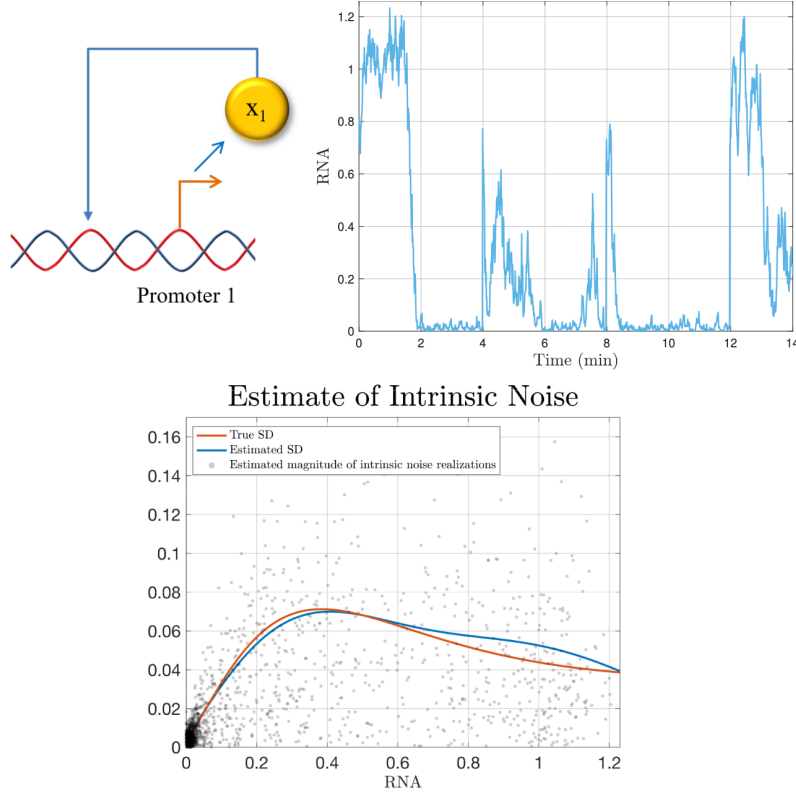 x1
Promoter 1
RNA
1.2
1
0.8
0.6
0.4
0.2
0
0 2 4 6 8 10 12 14
Time (min)
Estimate of Intrinsic Noise
True SD
Estimated SD
Estimated magnitude of intrinsic noise realizations
0.16
0.14
0.12
0.1
0.08
0.06
0.04
0.02
0
0 0.2 0.4 0.6 0.8 1 1.2
RNA